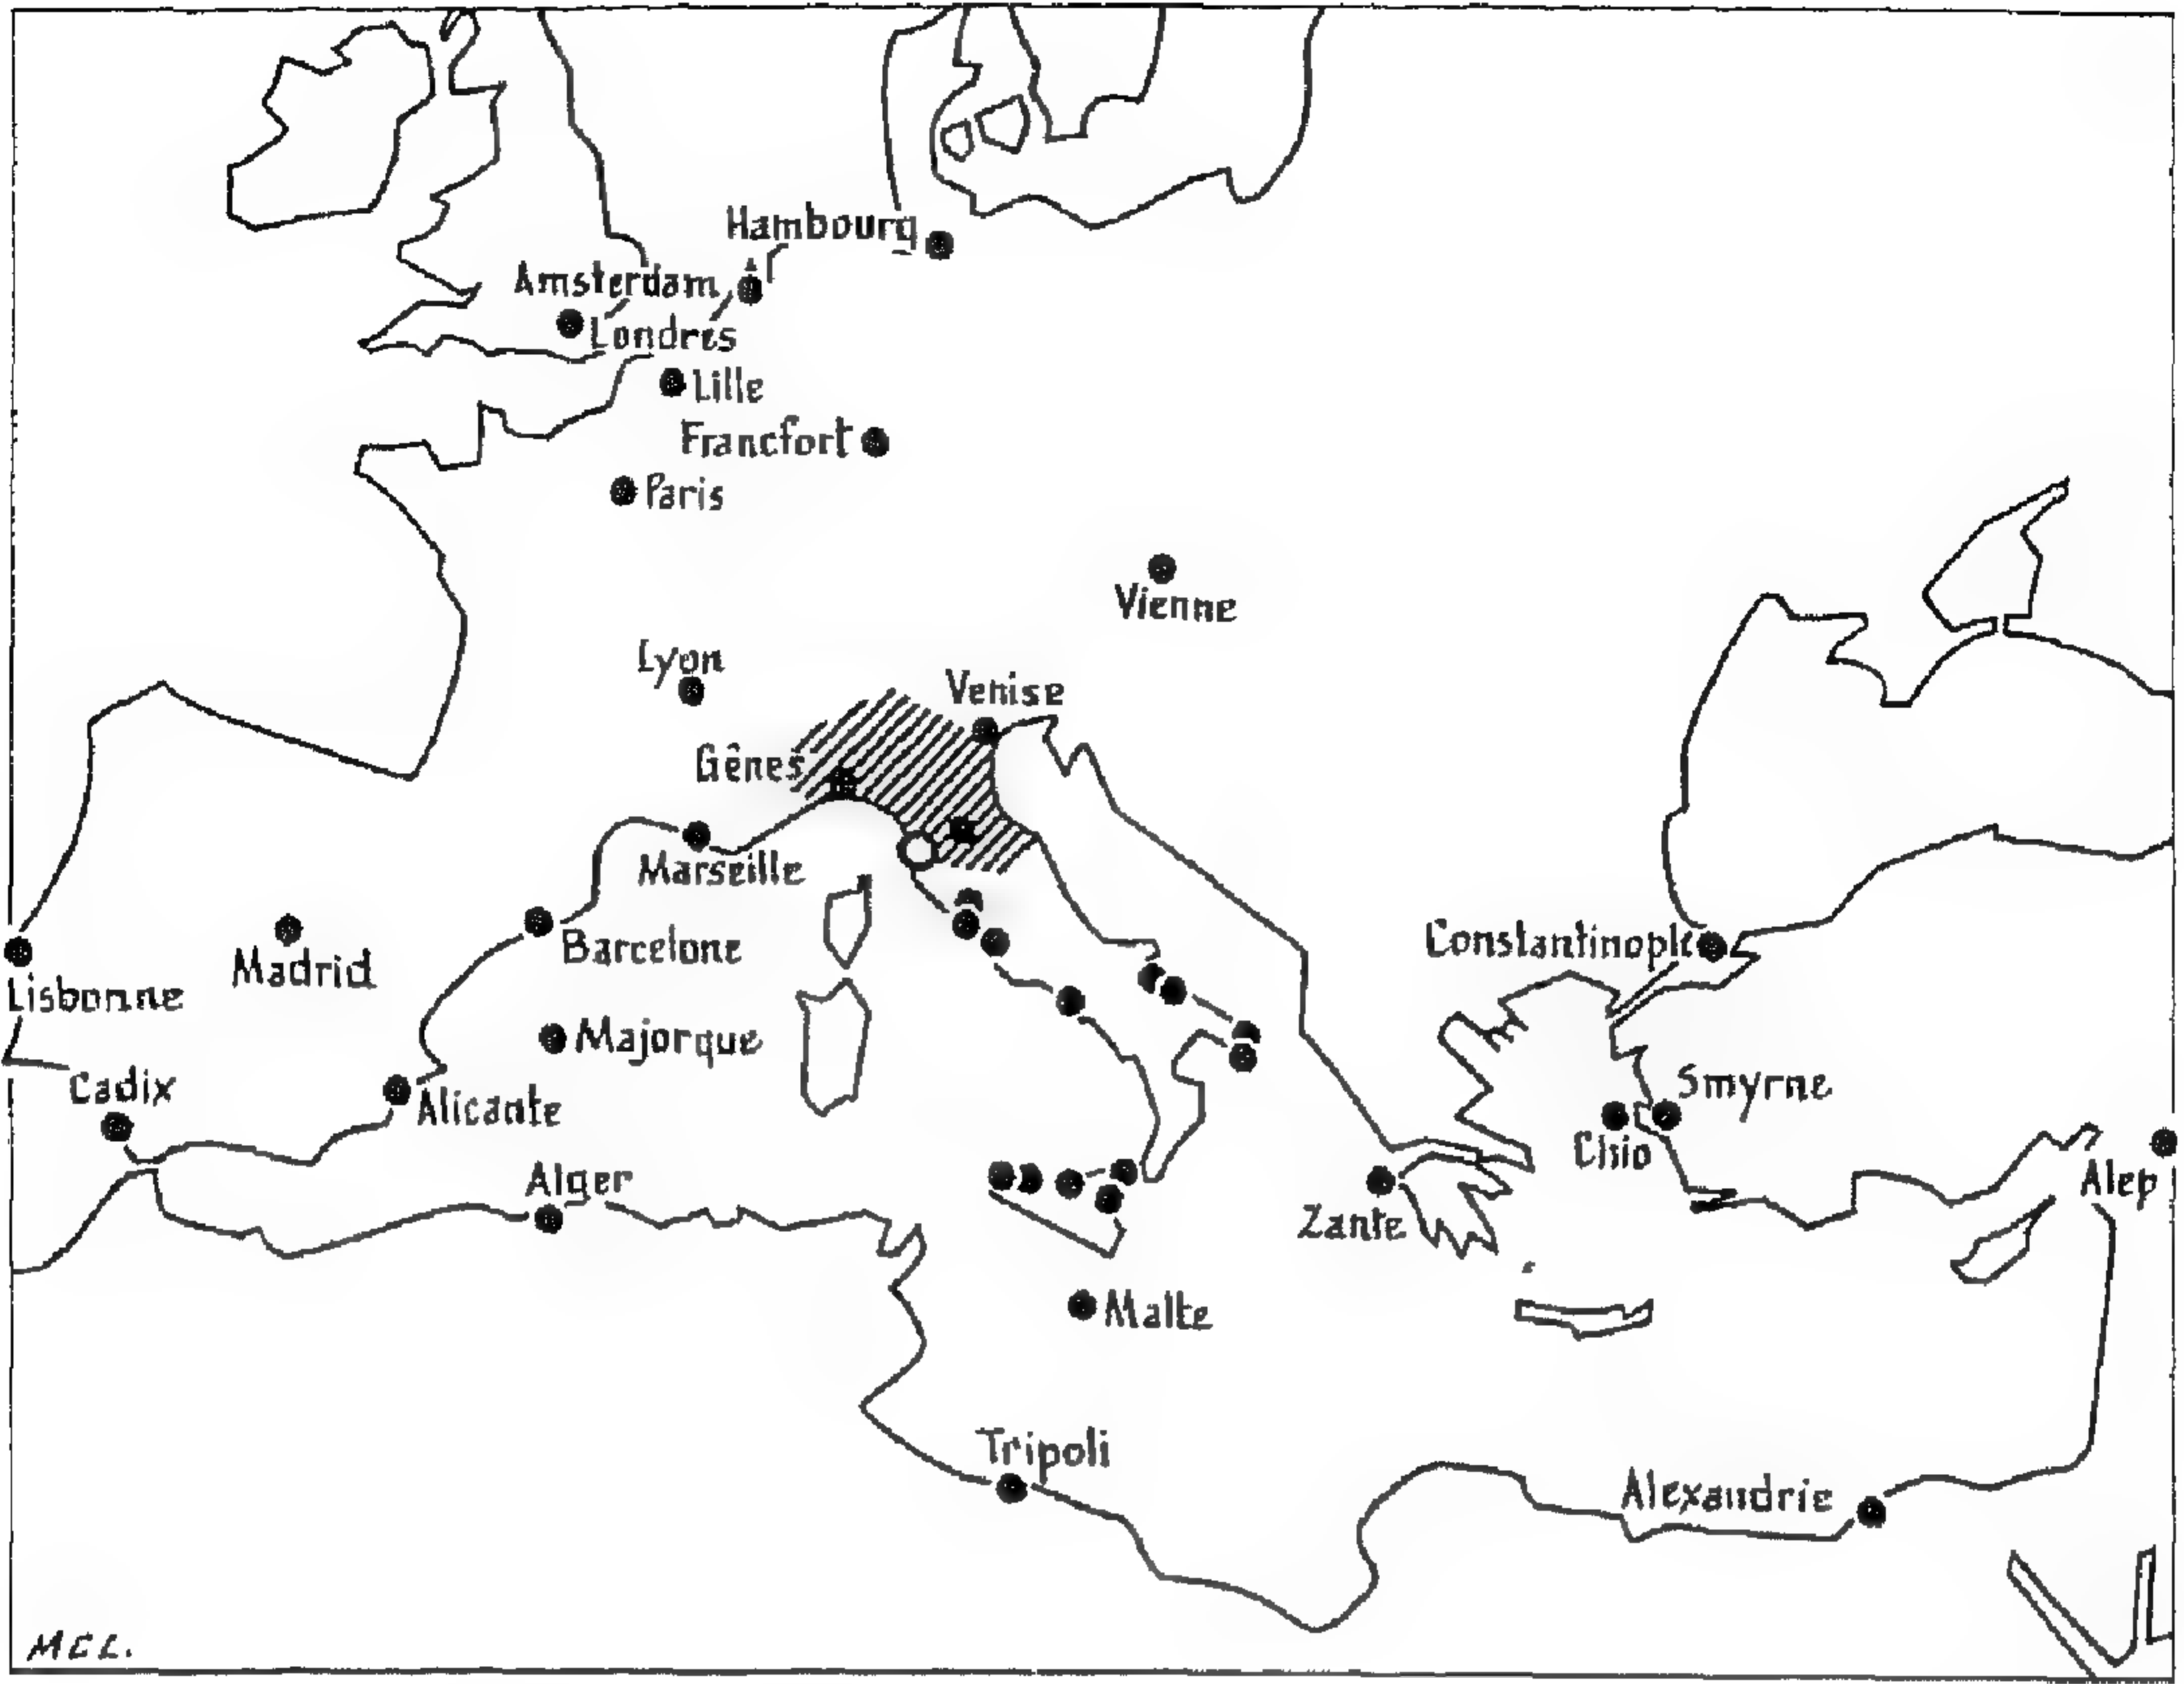 Hambourg
Amsterdam
Londres
Lille
Francfort
Paris
Vienne
Lyon
Venise
Gênes
Marseille
Barcelone
Madrid
Constantinople
Lisbonne
Majorque
Cadix
Alicante
Smyrne
Chio
Alger
Alep
Zante
Malte
Tripoli
Alexandrie
MEL.